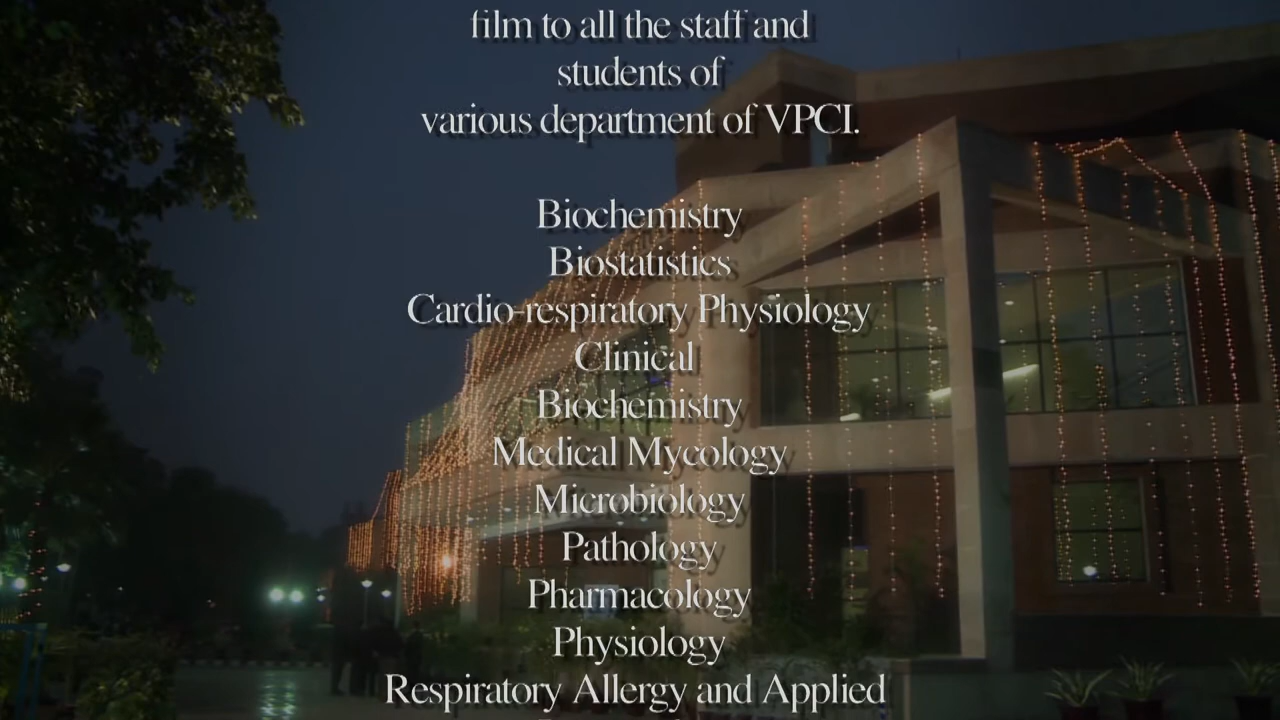 film to all the staff and
students of
various department of VPCI.
Biochemistry
Biostatistics
Cardio-respiratory Physiology
Clinical
Biochemistry
Medical Mycology
Microbiology
Pathology
Pharmacology
Physiology
Respiratory Allergy and Applied